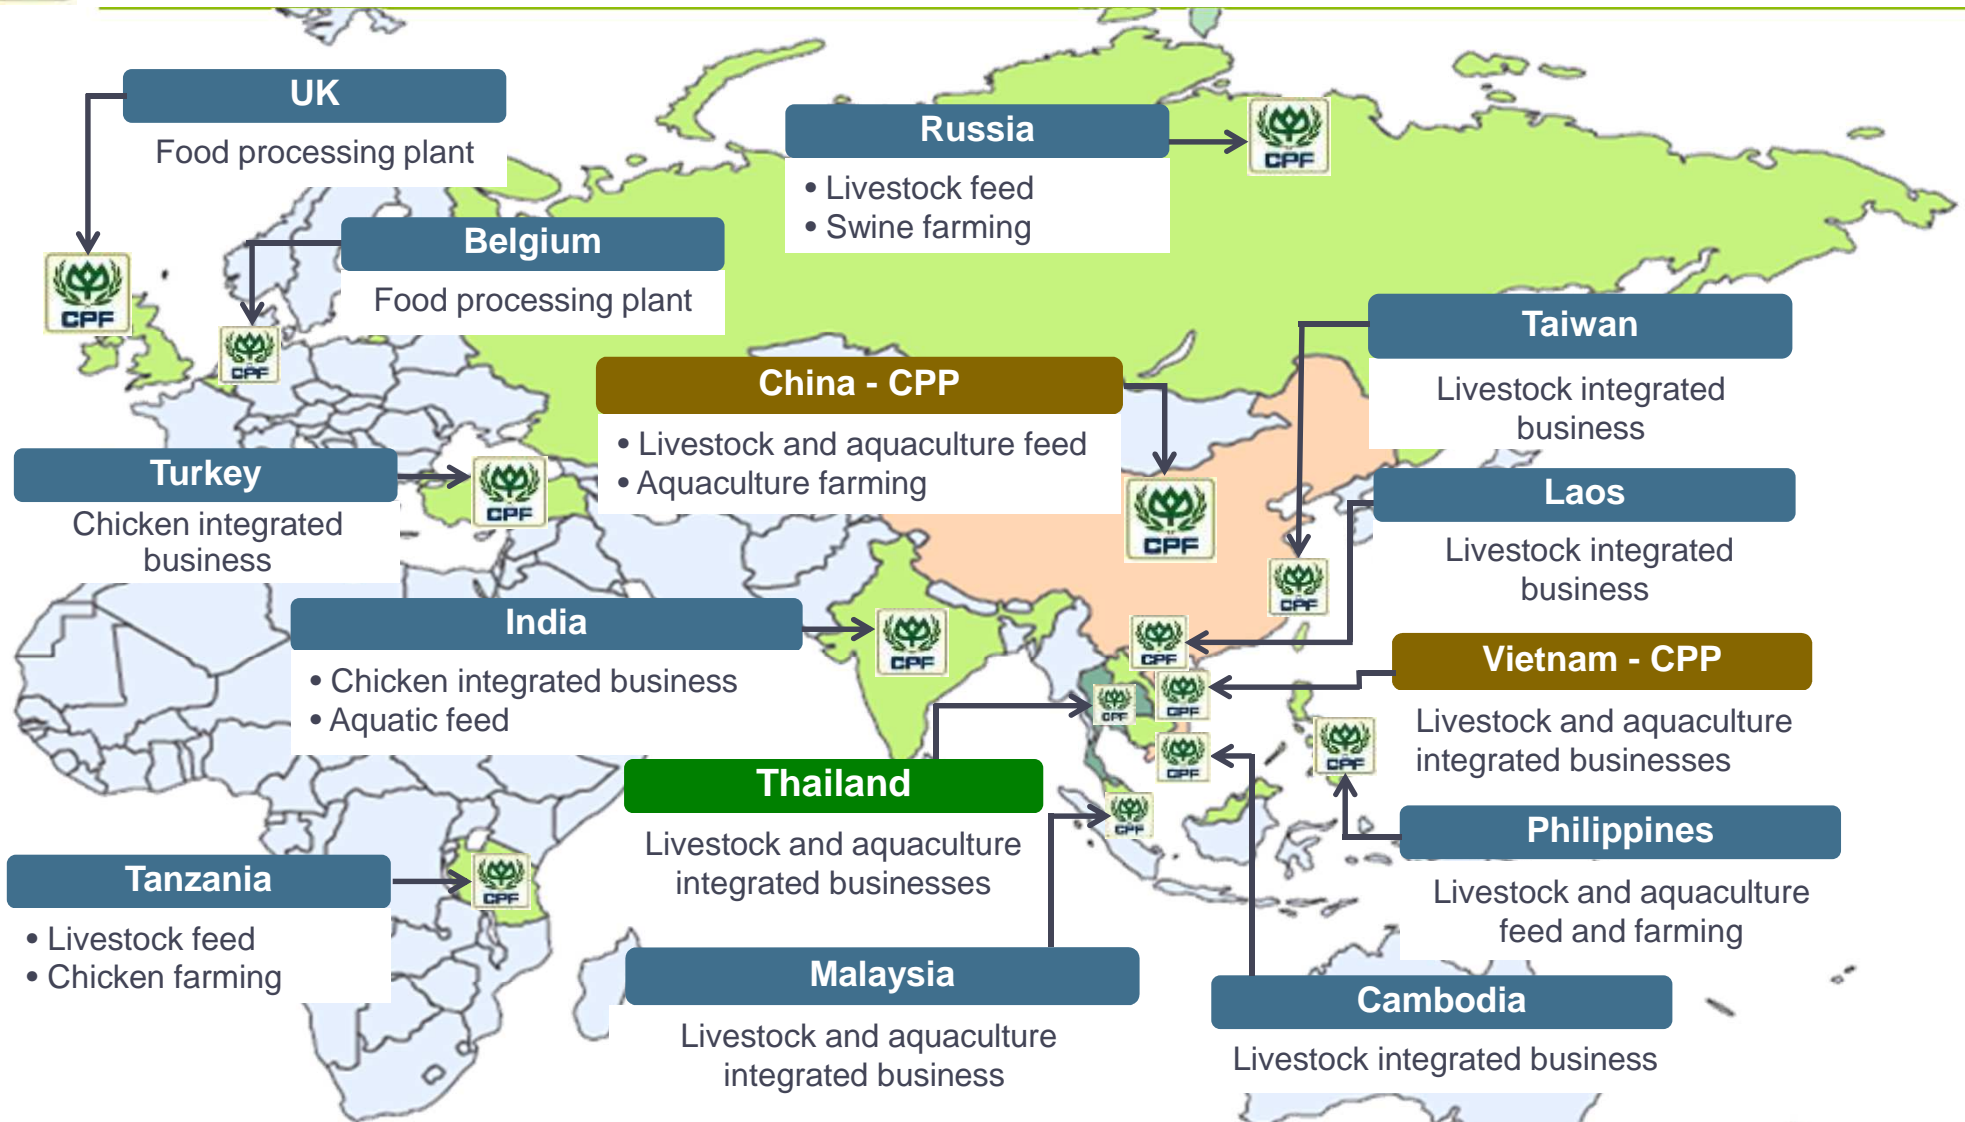 UK
Food processing plant
CPF
Belgium
Food processing plant
CPF
Russia
• Livestock feed
• Swine farming
CPF
Taiwan
Livestock integrated
business
CPF
China - CPP
• Livestock and aquaculture feed
• Aquaculture farming
CPF
Turkey
Chicken integrated
business
CPF
Laos
Livestock integrated
business
CPF
India
• Chicken integrated business
• Aquatic feed
CPF
Vietnam - CPP
Livestock and aquaculture
integrated businesses
CPF
Thailand
Livestock and aquaculture
integrated businesses
CPF
Philippines
Livestock and aquaculture
feed and farming
CPF
Tanzania
• Livestock feed
• Chicken farming
CPF
Malaysia
Livestock and aquaculture
integrated business
CPF
Cambodia
Livestock integrated business
CPF